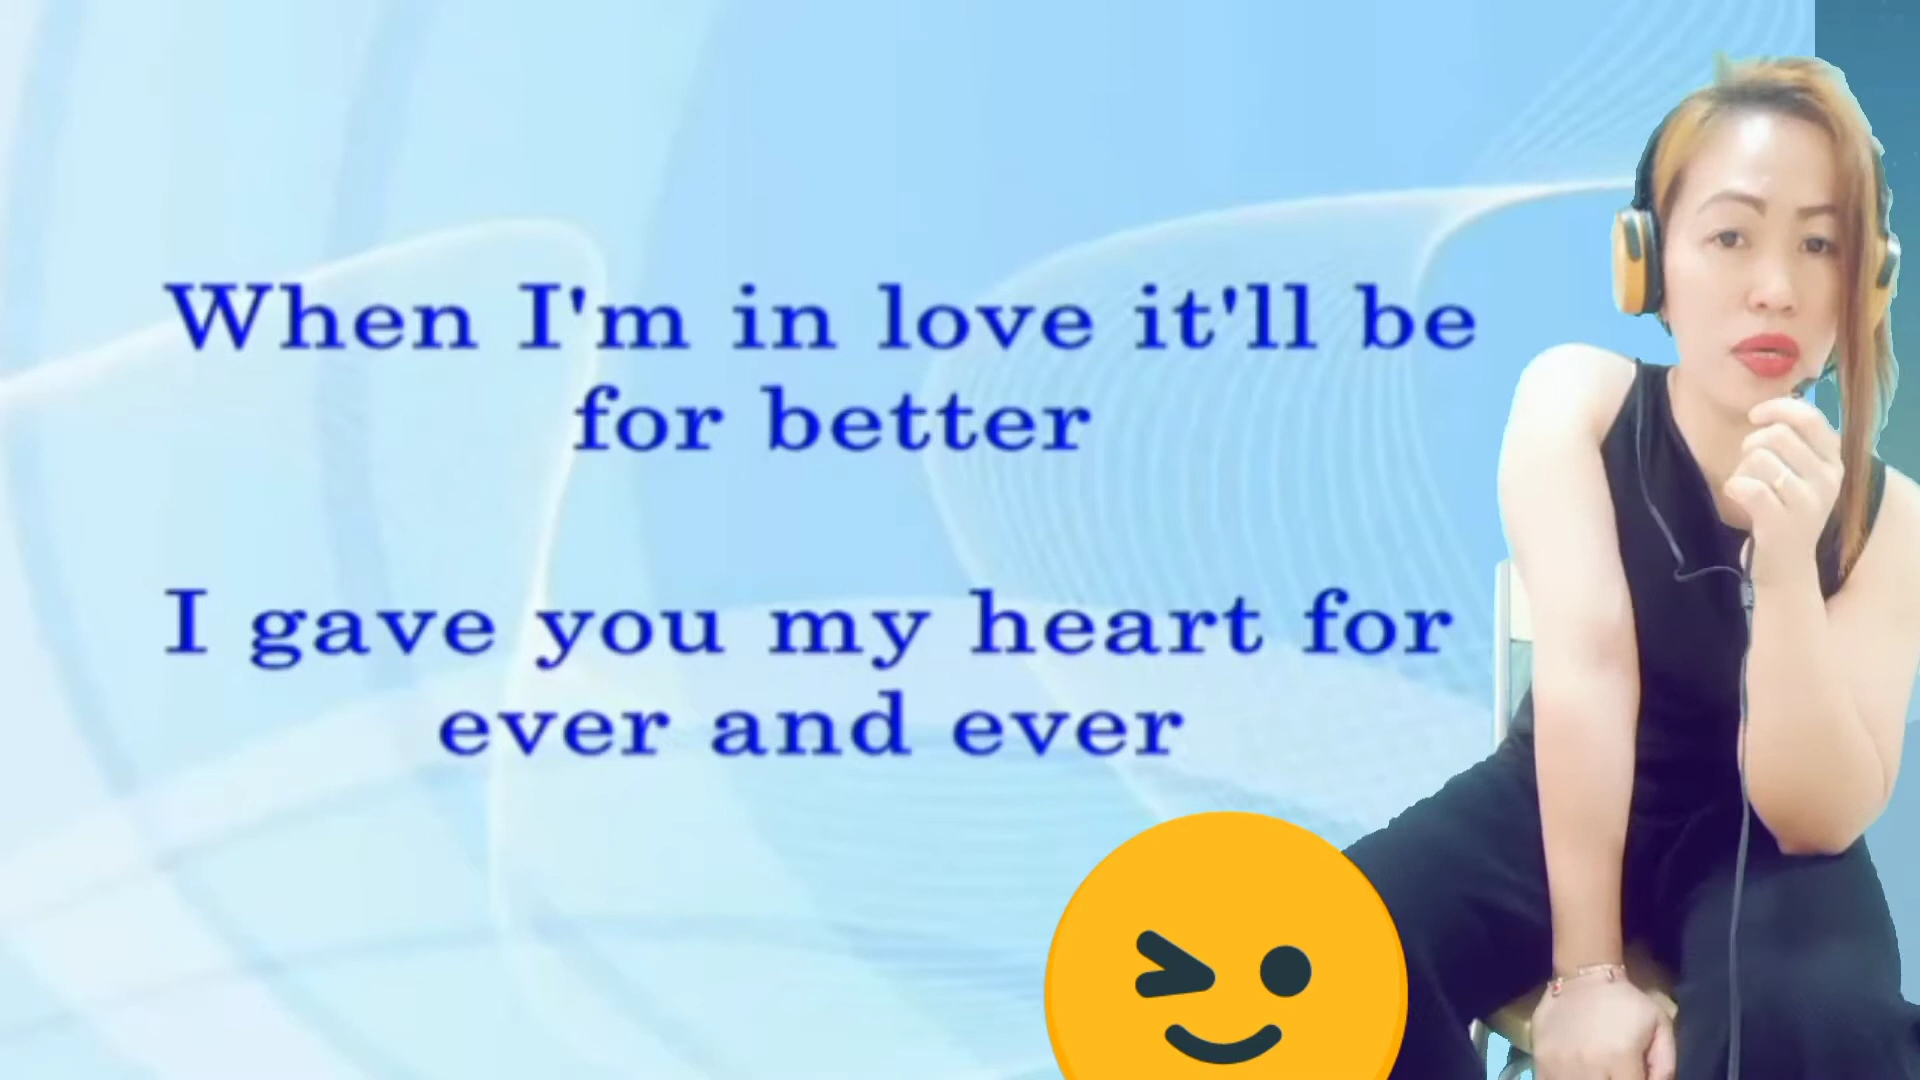 When I'm in love it'll be
for better
I gave you my heart for
ever and ever